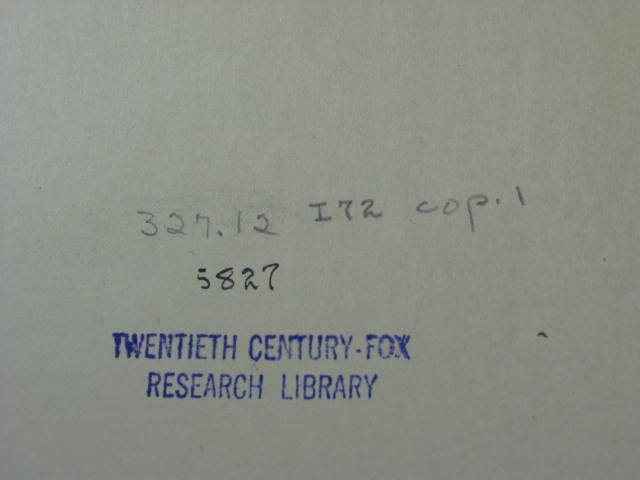 327.12 I72 cop. 1
5827
TWENTIETH CENTURY-FOX
RESEARCH LIBRARY